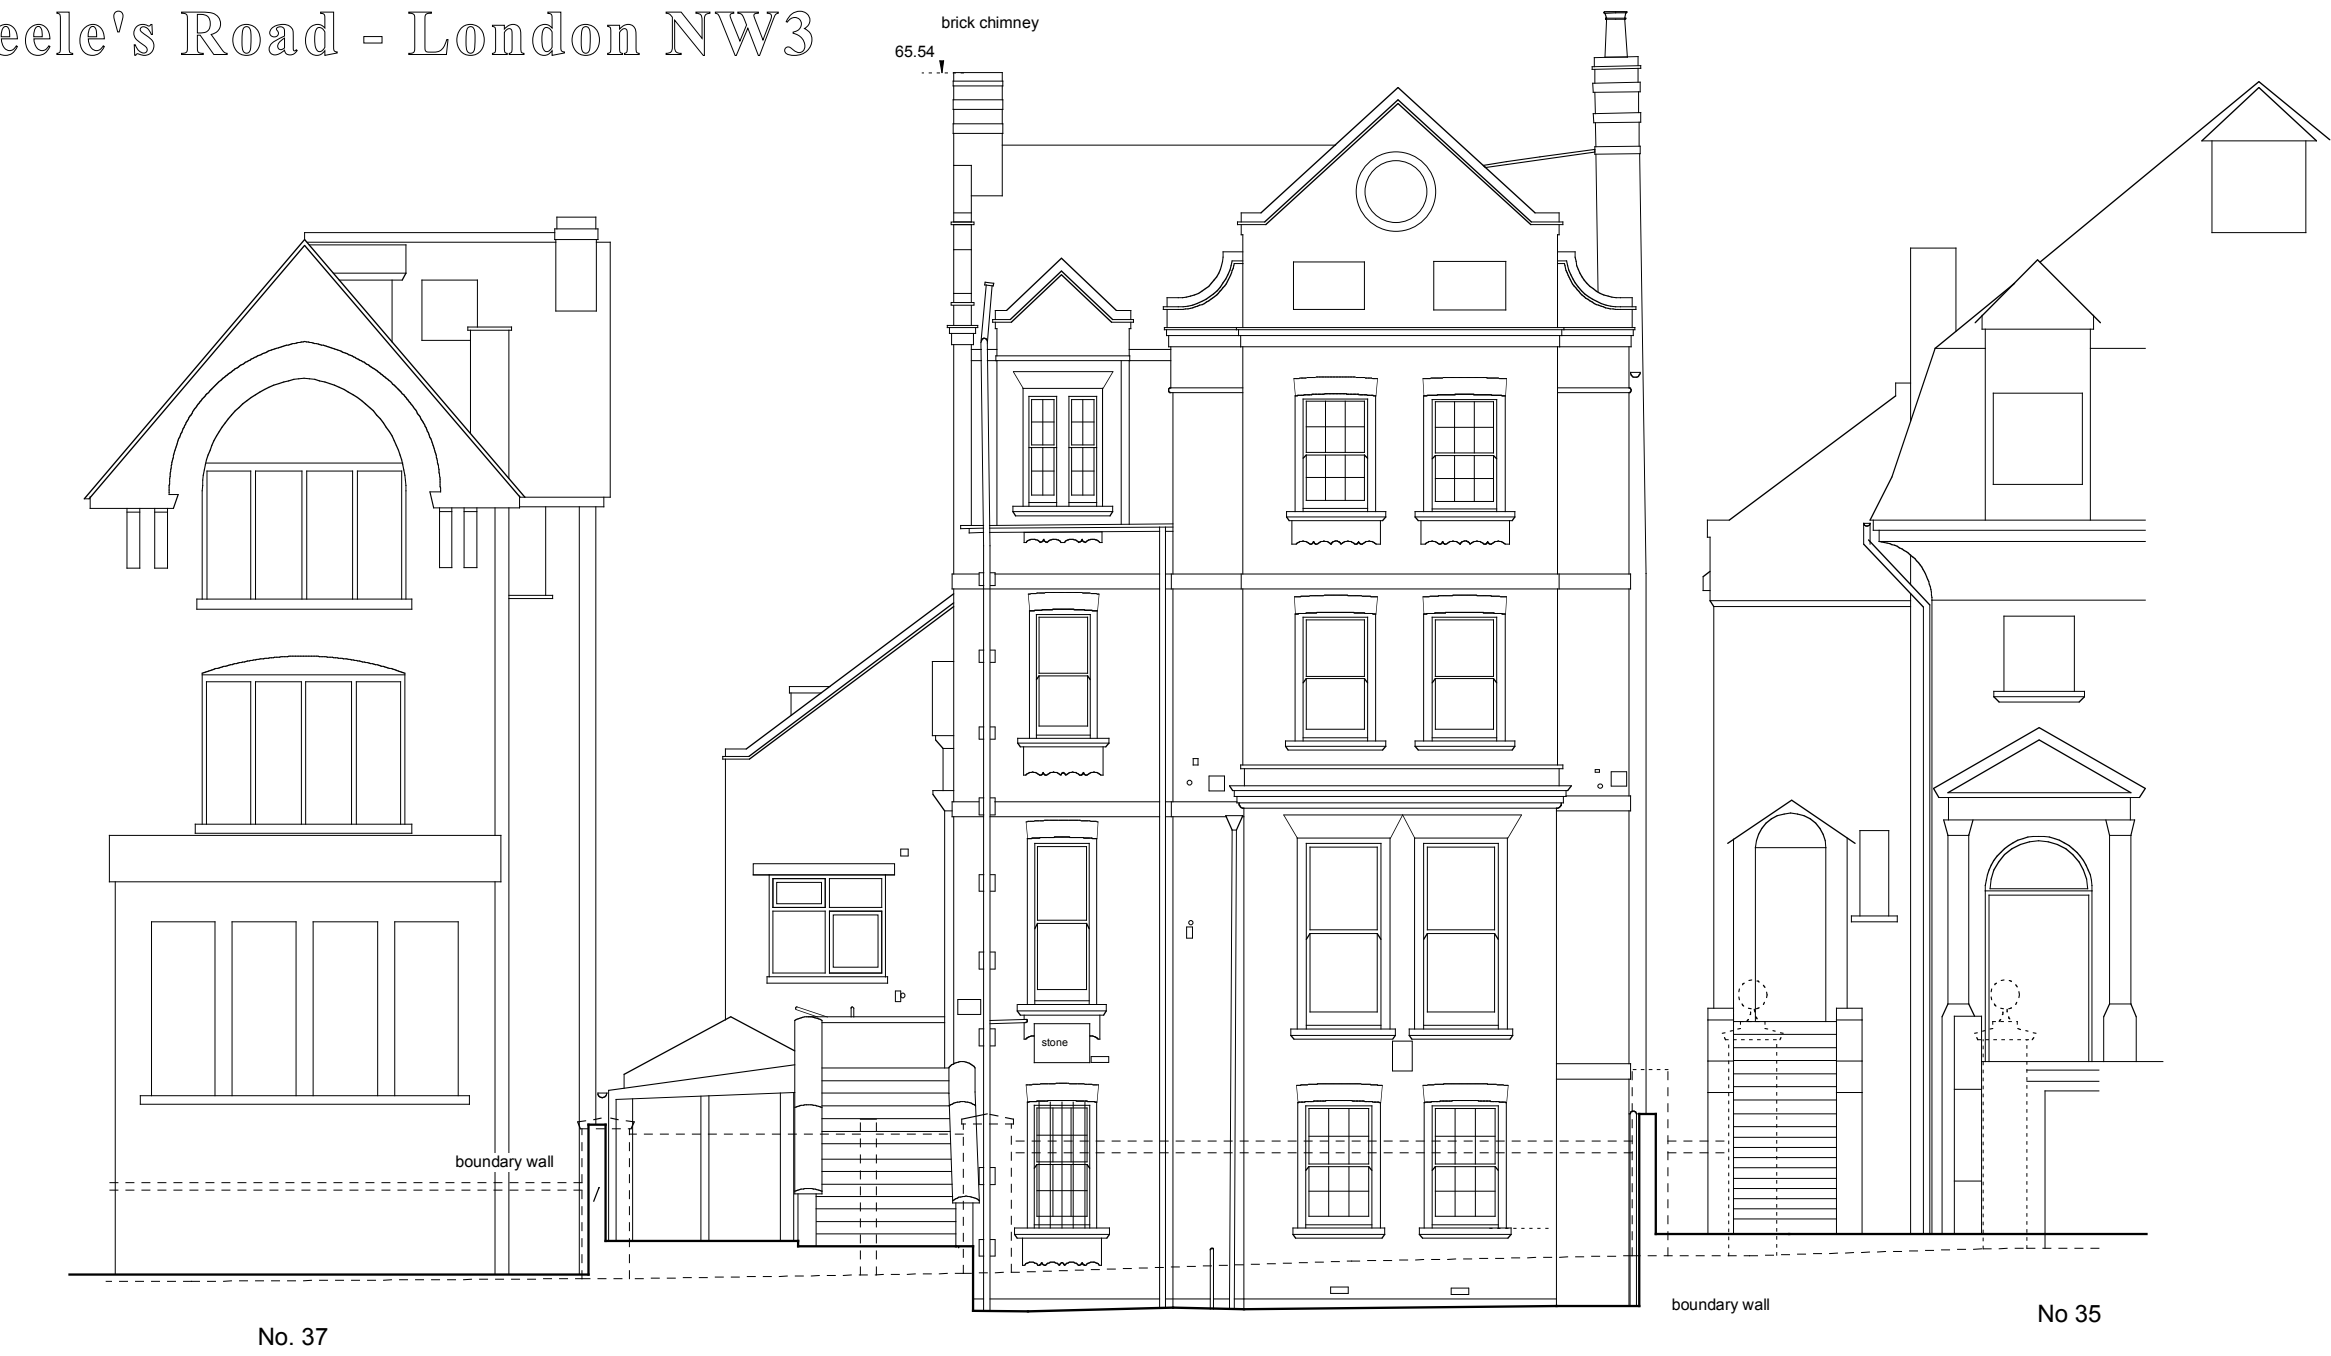 eele's Road - London NW3
brick chimney
65.54
stone
boundary wall
boundary wall
No 35
No. 37